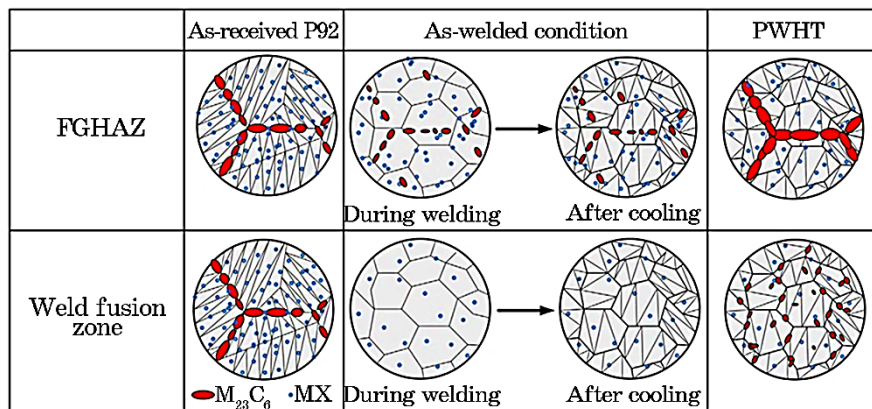 As-received P92
As-welded condition
PWHT
FGHAZ
During welding
After cooling
Weld fusion
zone
M₂₃C₆
MX
During welding
After cooling